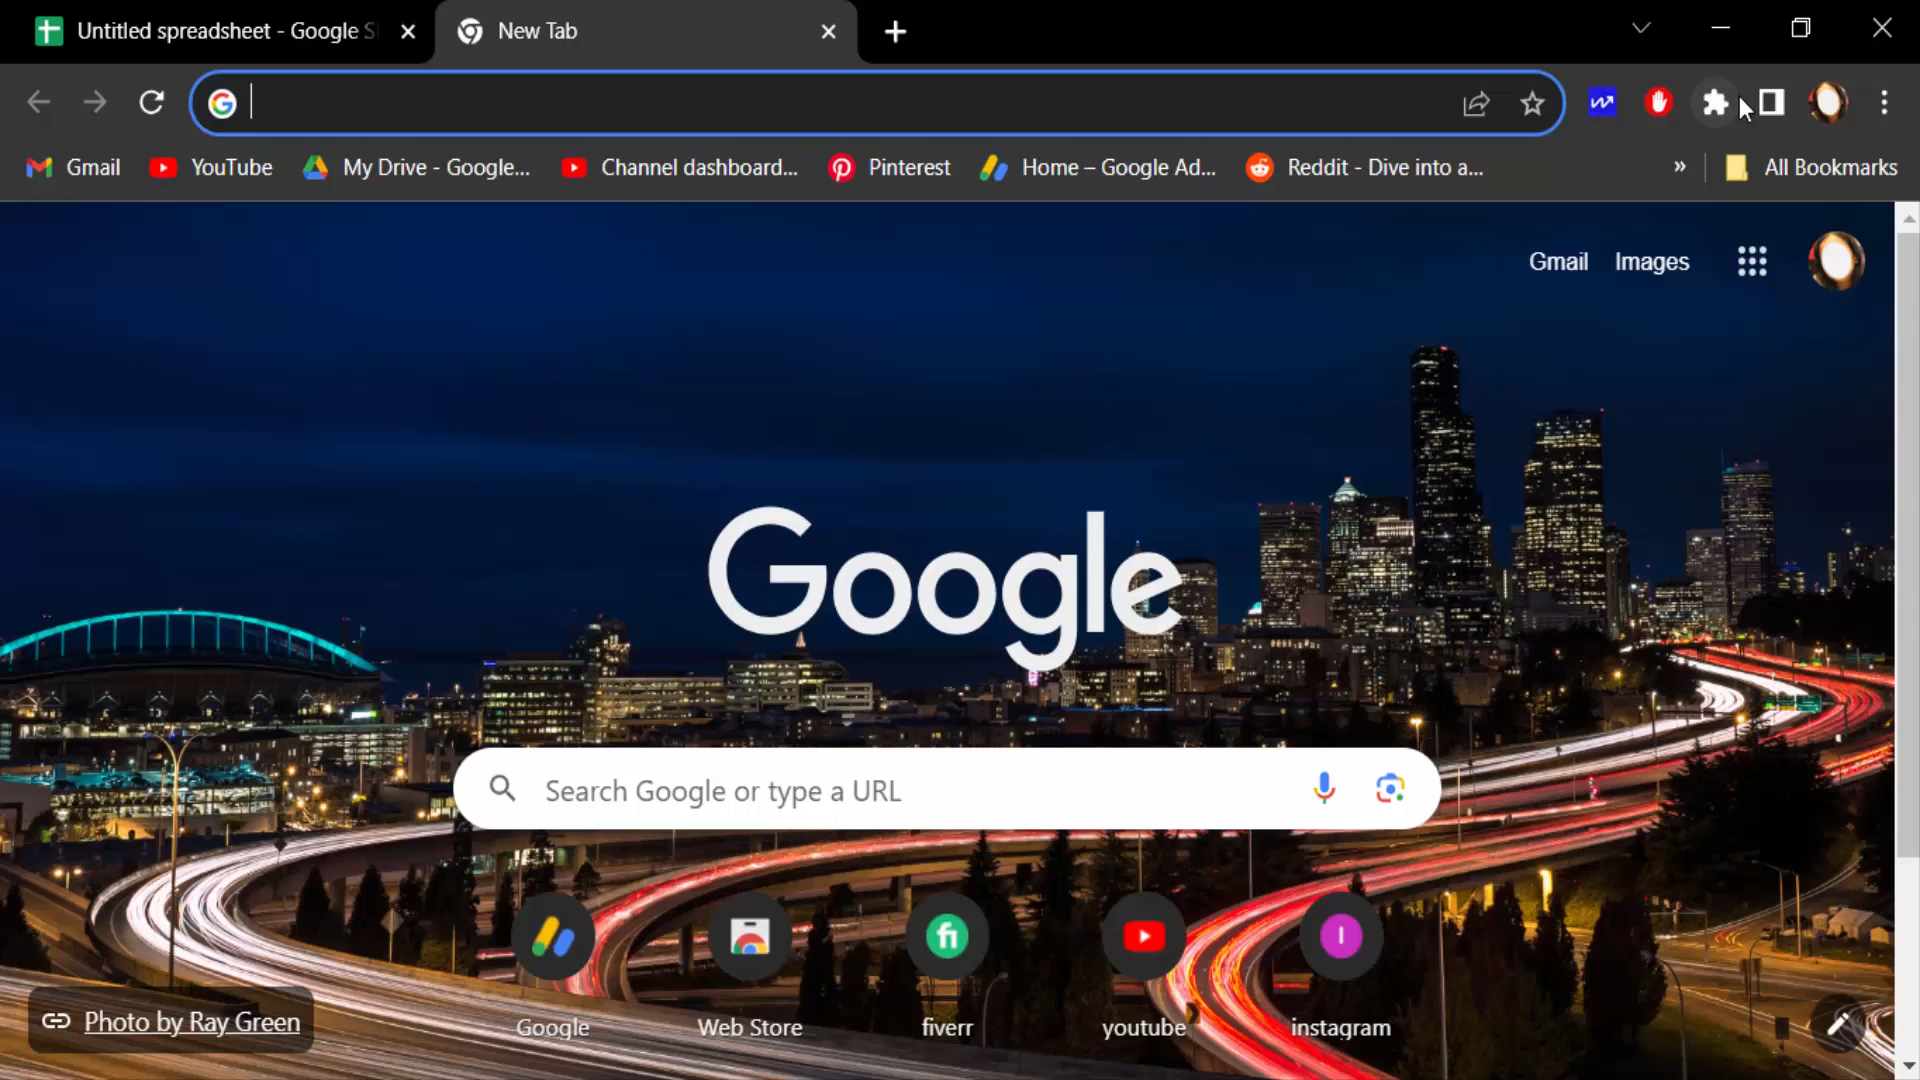 Untitled spreadsheet - Google S
New Tab
Gmail
YouTube
My Drive - Google...
Channel dashboard...
Pinterest
Home – Google Ad...
Reddit - Dive into a...
»
All Bookmarks
Gmail
Images
Google
Search Google or type a URL
fi
I
Google
Web Store
fiverr
youtube
instagram
Photo by Ray Green